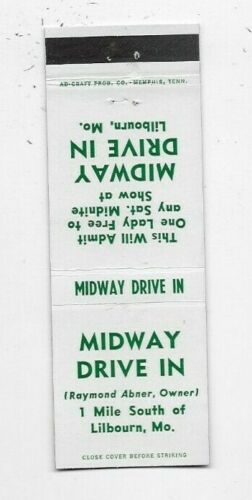 AD-CRAFT PROD. CO. - MEMPHIS, TENN.
This Will Admit
One Lady Free to
any Sat. Midnite
Show at
MIDWAY
DRIVE IN
Lilbourn, Mo.
MIDWAY DRIVE IN
MIDWAY
DRIVE IN
(Raymond Abner, Owner)
1 Mile South of
Lilbourn, Mo.
CLOSE COVER BEFORE STRIKING